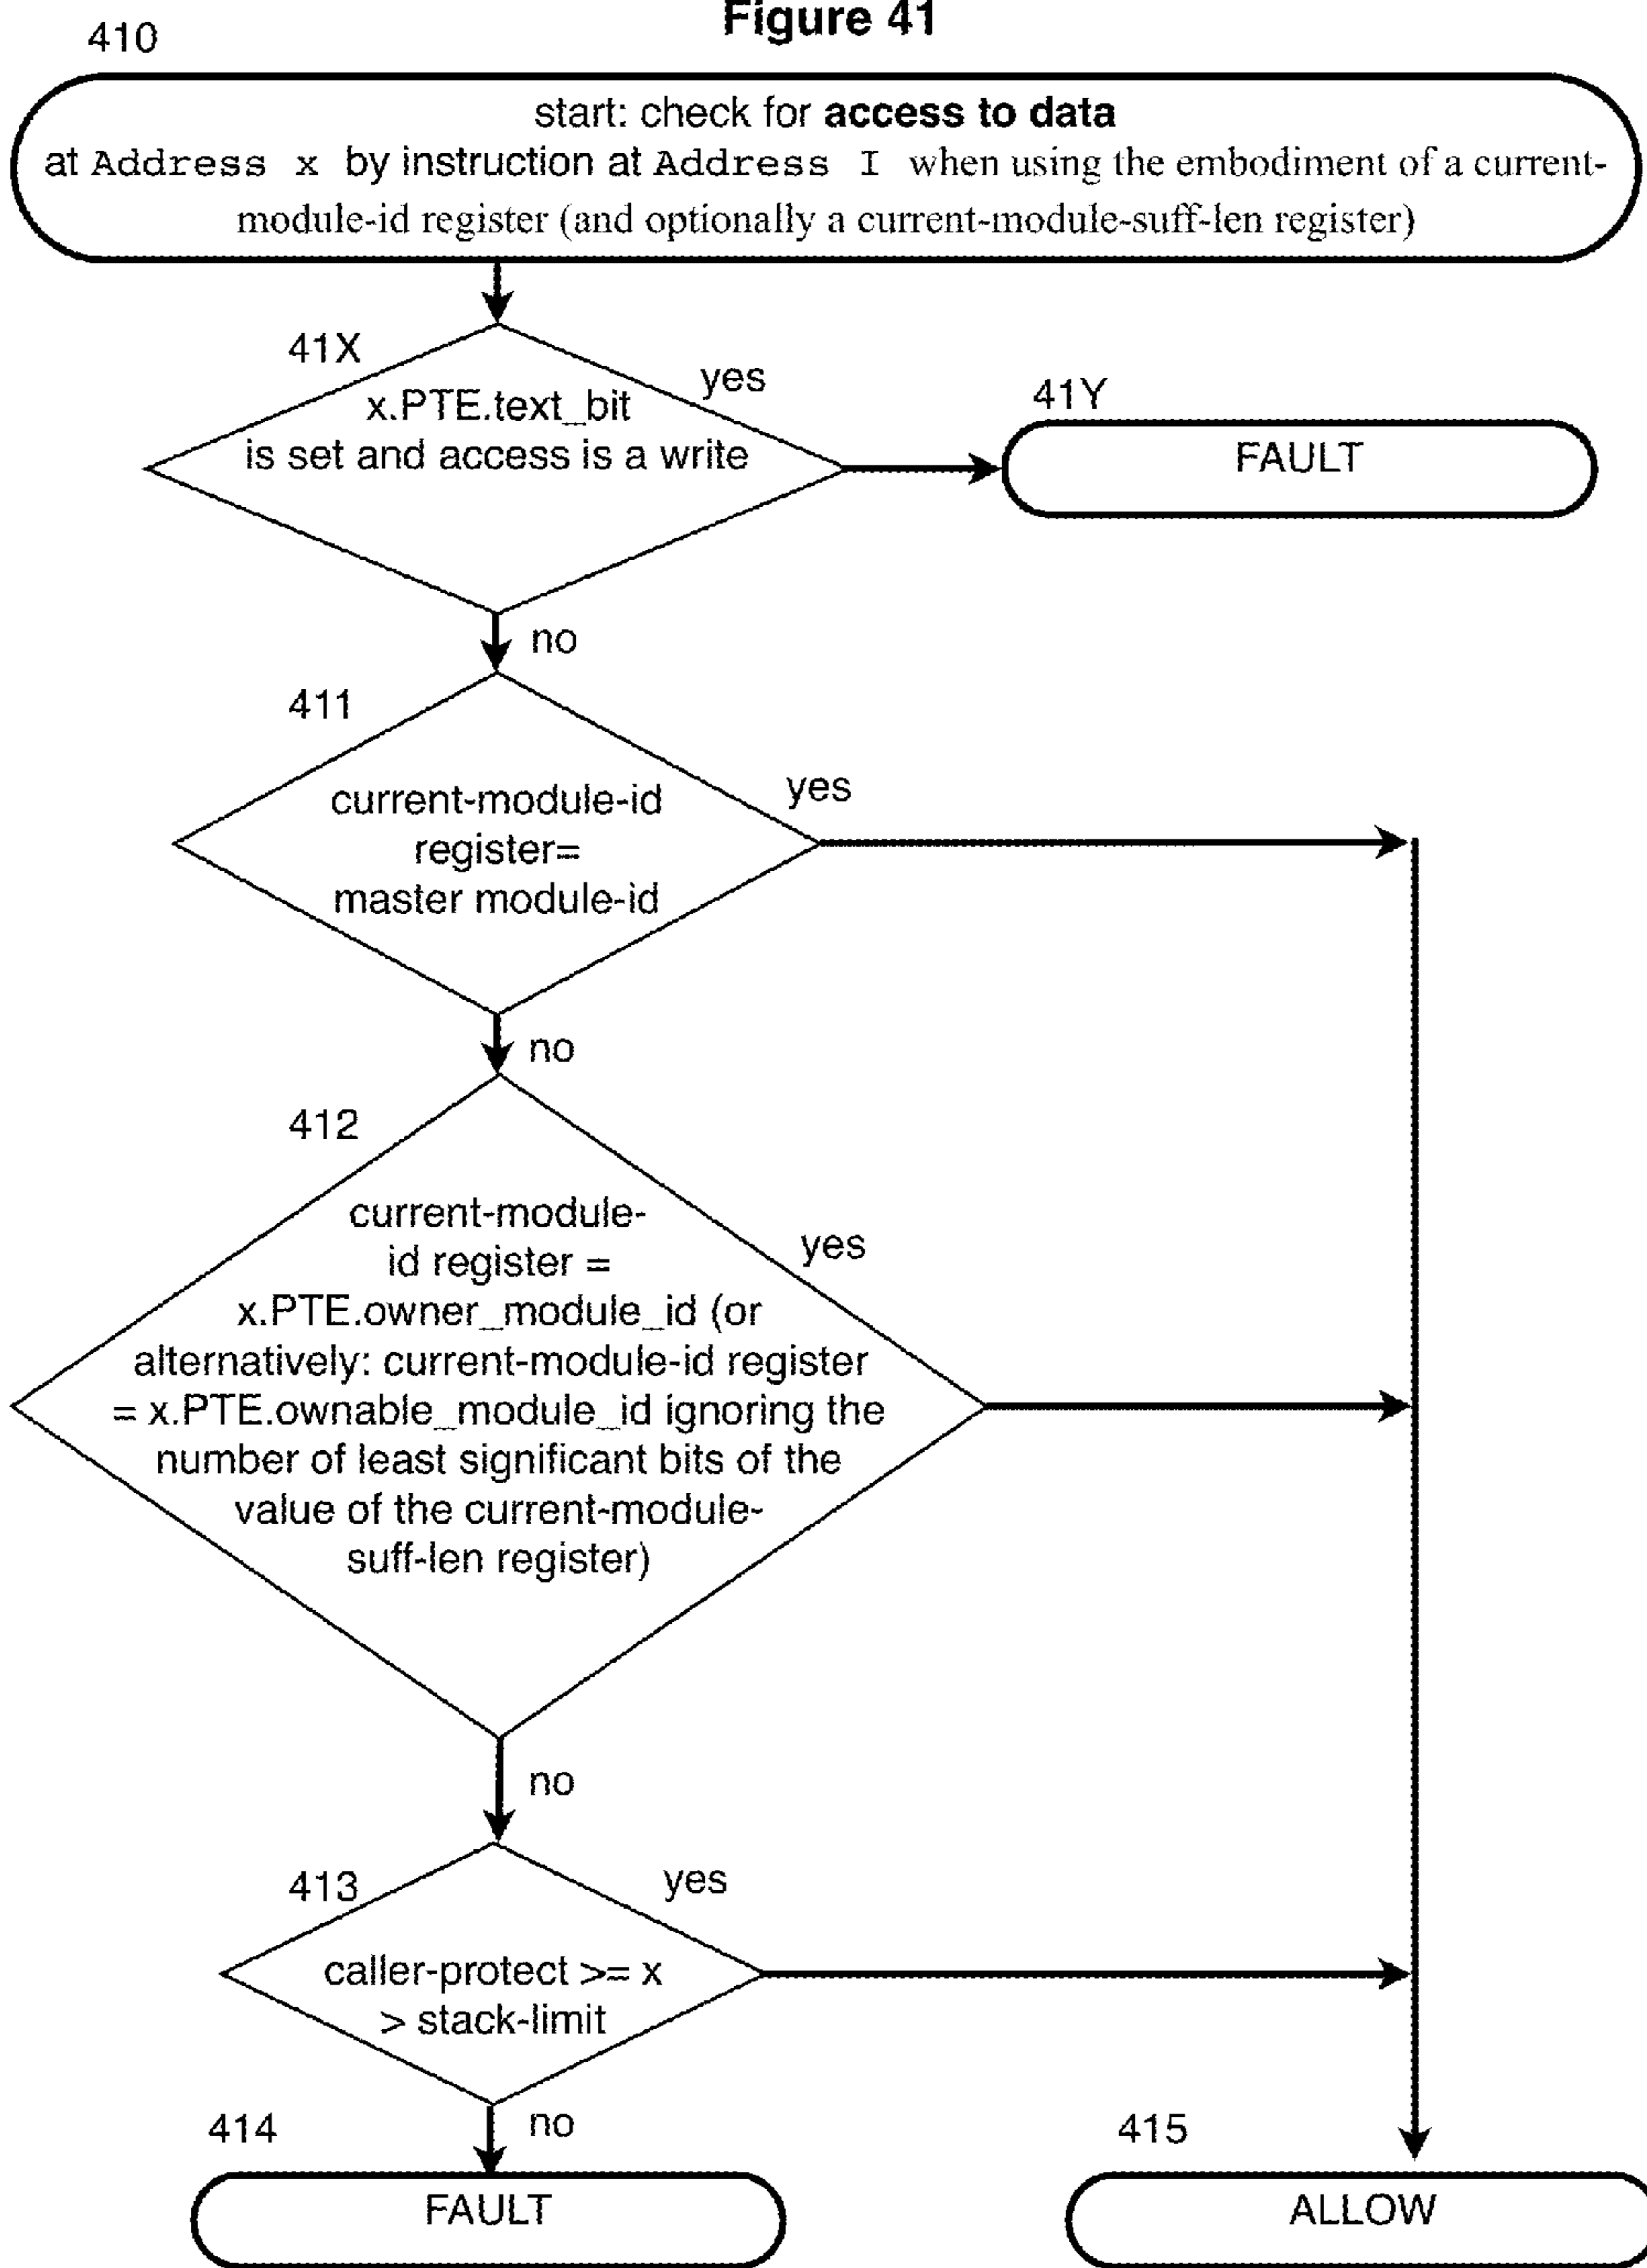 Figure 41
410
start: check for access to data
at Address x by instruction at Address I when using the embodiment of a current-
module-id register (and optionally a current-module-suff-len register)
41X
yes
x.PTE.text_bit
is set and access is a write
41Y
FAULT
no
411
yes
current-module-id
register=
master module-id
no
412
yes
current-module-
id register =
x.PTE.owner_module_id (or
alternatively: current-module-id register
= x.PTE.ownable_module_id ignoring the
number of least significant bits of the
value of the current-module-
suff-len register)
no
413
yes
caller-protect >= x
> stack-limit
no
414
FAULT
415
ALLOW